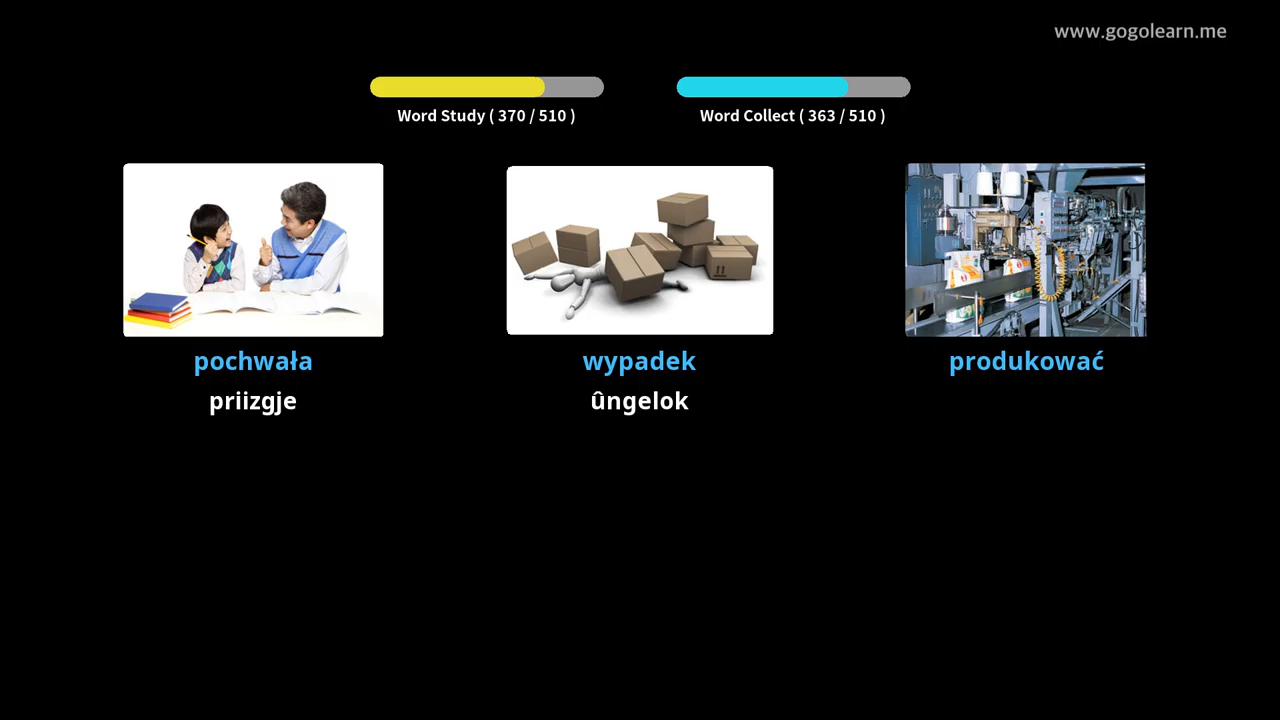 www.gogolearn.me
Word Study ( 370 / 510 )
Word Collect ( 363 / 510 )
pochwała
wypadek
produkować
priizgje
ûngelok